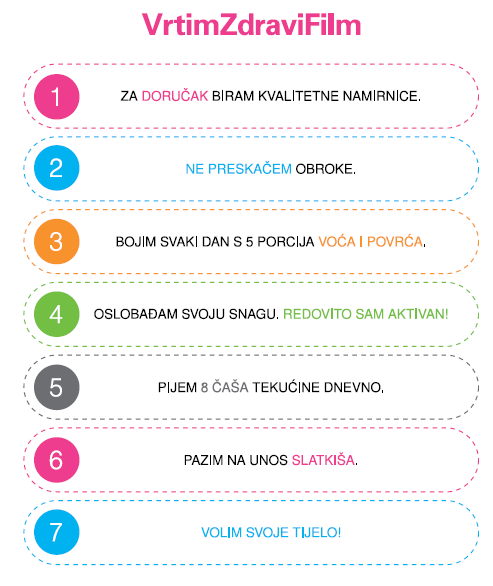 VrtimZdraviFilm
1
ZA DORUČAK BIRAM KVALITETNE NAMIRNICE.
2
NE PRESKAČEM OBROKE.
3
BOJIM SVAKI DAN S 5 PORCIJA VOĆA I POVRĆA.
4
OSLOBAĐAM SVOJU SNAGU. REDOVITO SAM AKTIVAN!
5
PIJEM 8 ČAŠA TEKUĆINE DNEVNO.
6
PAZIM NA UNOS SLATKIŠA.
7
VOLIM SVOJE TIJELO!